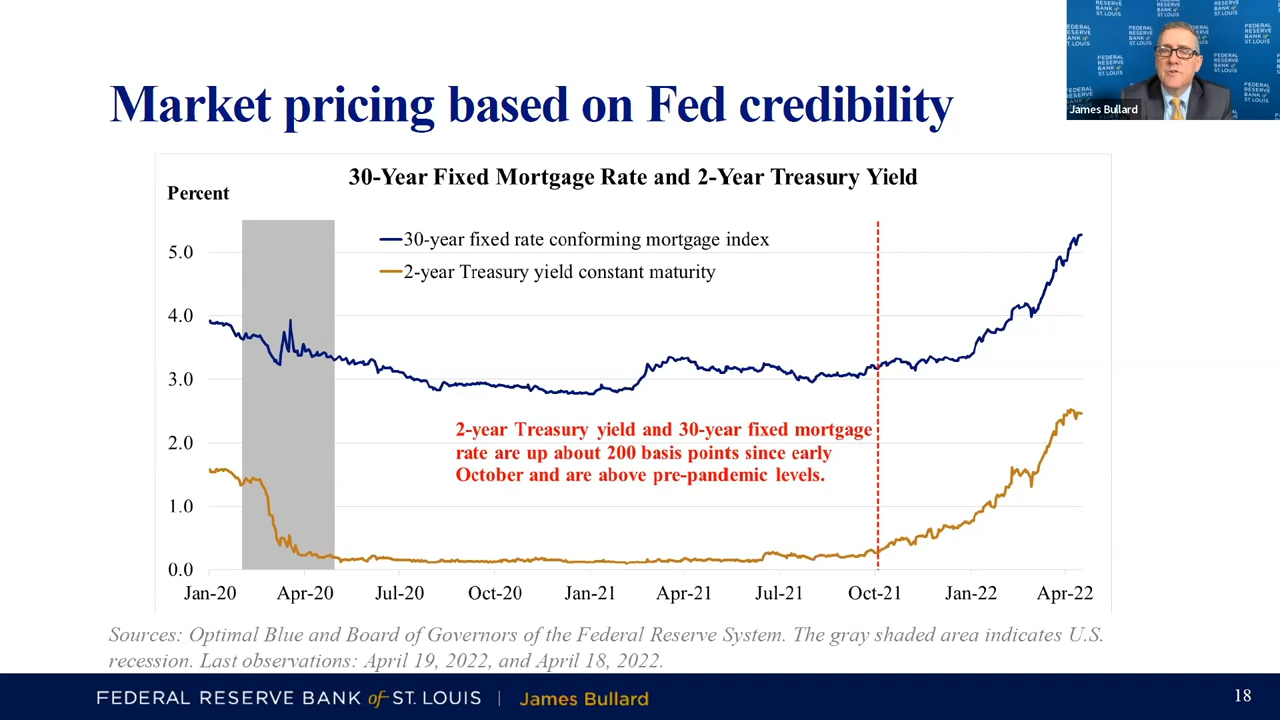 Market pricing based on Fed credibility
FEDERAL
RESERVE
BANK of
ST. LOUIS
James Bullard
30-Year Fixed Mortgage Rate and 2-Year Treasury Yield
Percent
30-year fixed rate conforming mortgage index
2-year Treasury yield constant maturity
5.0
4.0
3.0
2.0
1.0
0.0
2-year Treasury yield and 30-year fixed mortgage
rate are up about 200 basis points since early
October and are above pre-pandemic levels.
Jan-20 Apr-20 Jul-20 Oct-20 Jan-21 Apr-21 Jul-21 Oct-21 Jan-22 Apr-22
Sources: Optimal Blue and Board of Governors of the Federal Reserve System. The gray shaded area indicates U.S.
recession. Last observations: April 19, 2022, and April 18, 2022.
FEDERAL RESERVE BANK of ST. LOUIS | James Bullard
18